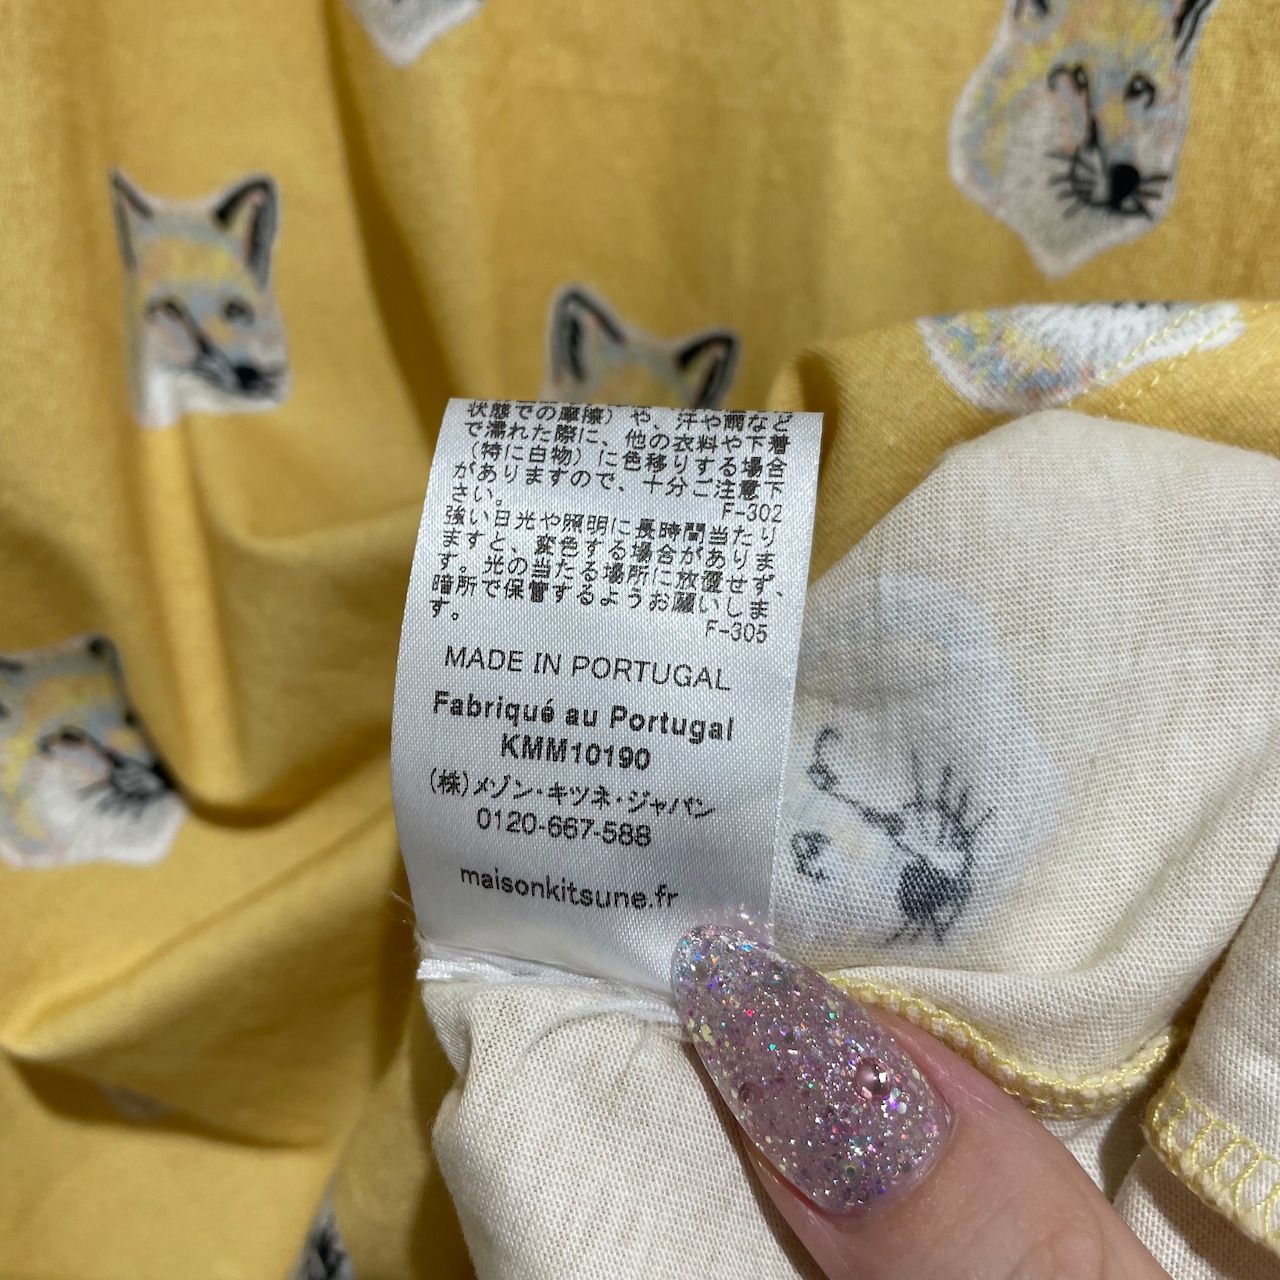 状態での摩擦）や、汗や雨など
で濡れた際に、他の衣料や下着
（特に白物）に色移りする場合
がありますので、十分ご注意下
さい。
F-302
強い日光や照明に長時間当たり
ますと、変色する場合がありま
す。光の当たる場所に放置せず、
暗所で保管するようお願いしま
す。
F-305
MADE IN PORTUGAL
Fabriqué au Portugal
KMM10190
(株)メゾン・キツネ・ジャパン
0120-667-588
maisonkitsune.fr